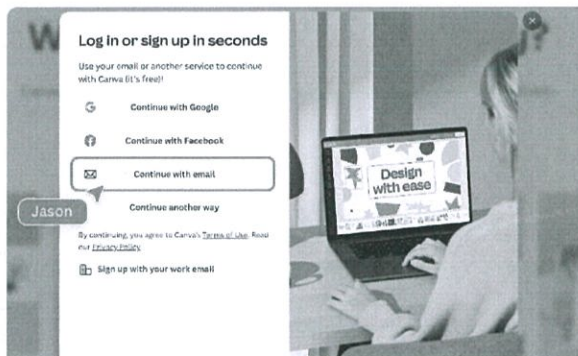 Log in or sign up in seconds
Use your email or another service to continue
with Canva (it's free)!
Continue with Google
Continue with Facebook
Continue with email
Jason
Continue another way
By continuing, you agree to Canva's Terms of Use. Read
our Privacy Policy
Sign up with your work email
Design
with ease
W
?